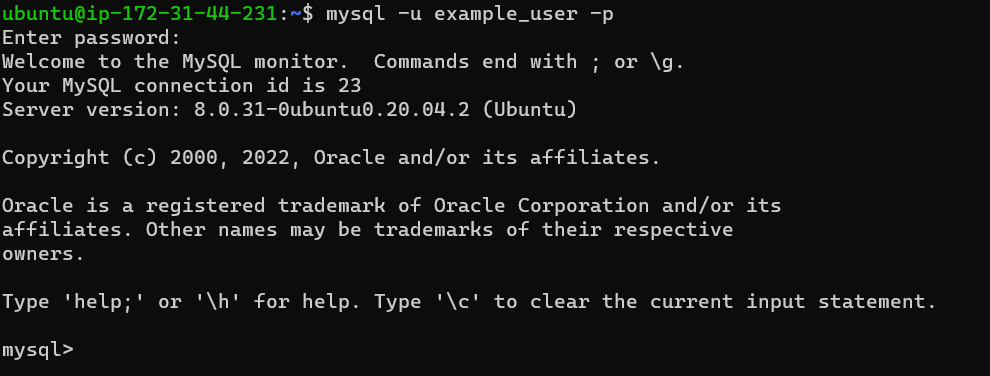 ubuntu@ip-172-31-44-231:~$ mysql -u example_user -p
Enter password:
Welcome to the MySQL monitor.  Commands end with ; or \g.
Your MySQL connection id is 23
Server version: 8.0.31-0ubuntu0.20.04.2 (Ubuntu)
Copyright (c) 2000, 2022, Oracle and/or its affiliates.
Oracle is a registered trademark of Oracle Corporation and/or its
affiliates. Other names may be trademarks of their respective
owners.
Type 'help;' or '\h' for help. Type '\c' to clear the current input statement.
mysql>